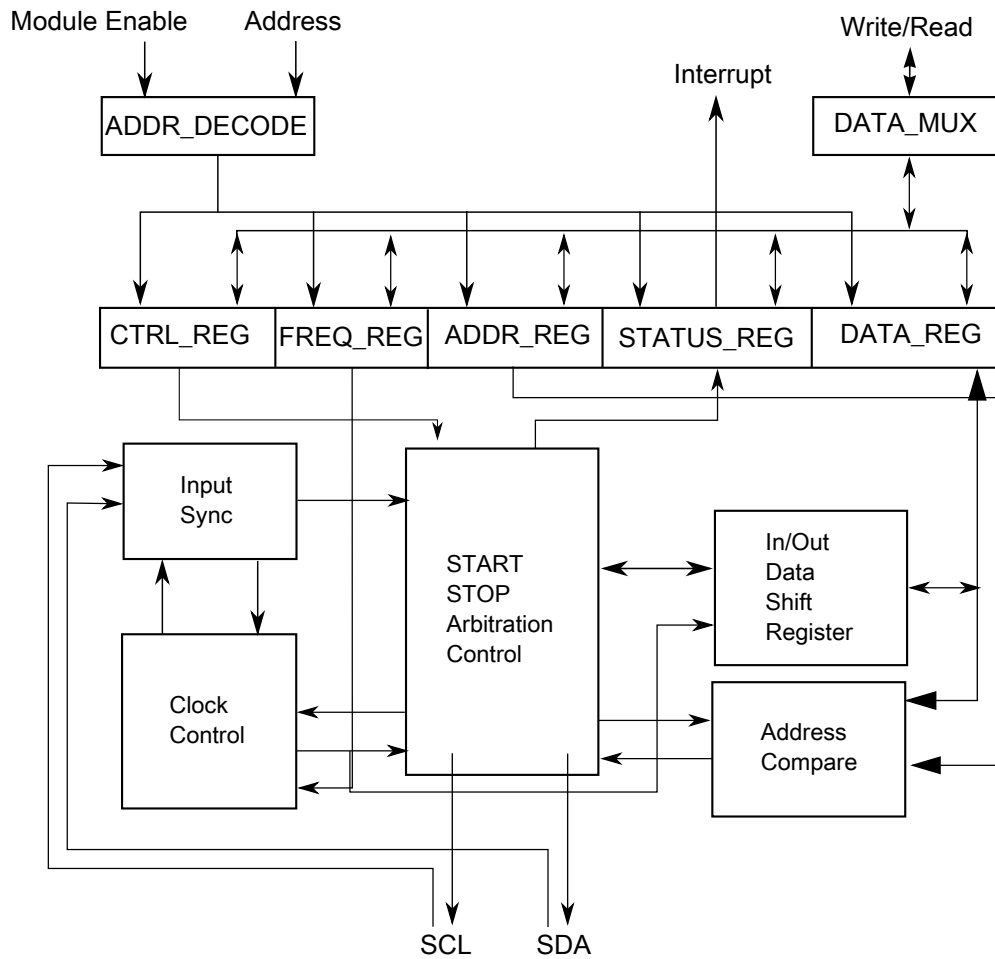 Module Enable
Address
Write/Read
Interrupt
ADDR_DECODE
DATA_MUX
CTRL_REG
FREQ_REG
ADDR_REG
STATUS_REG
DATA_REG
Input
Sync
START
STOP
Arbitration
Control
In/Out
Data
Shift
Register
Clock
Control
Address
Compare
SCL
SDA